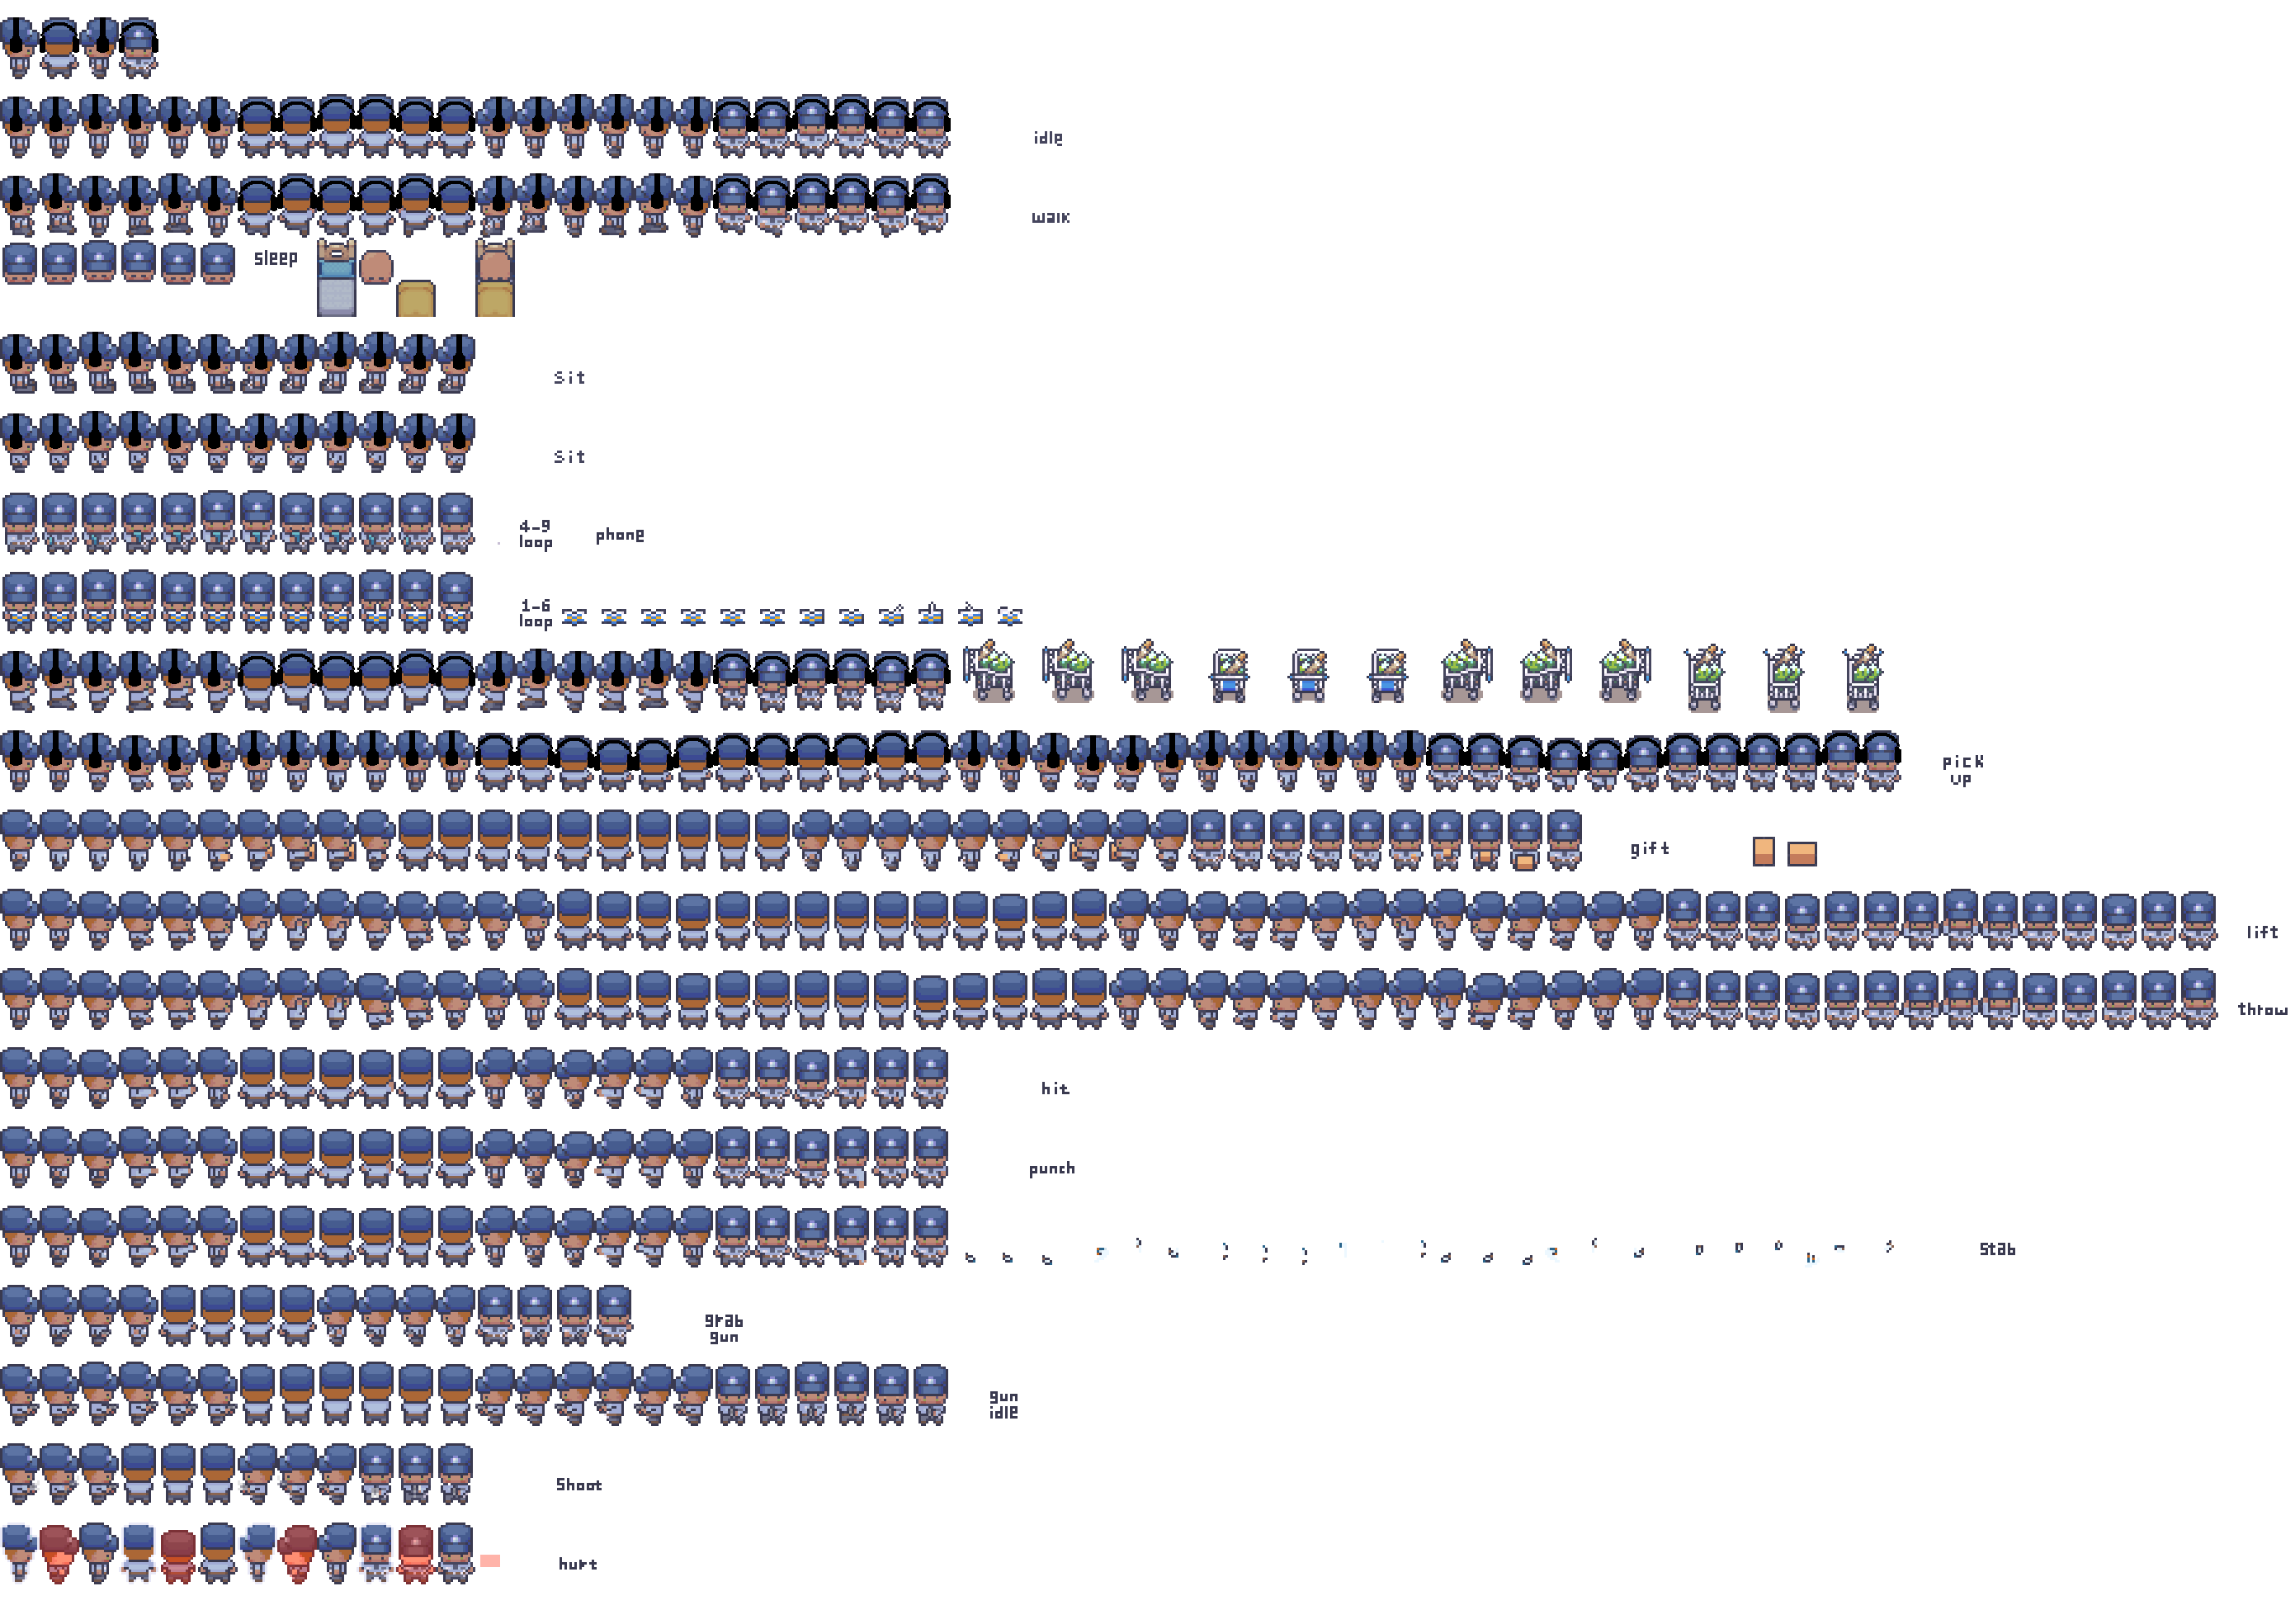 idle
walk
sleep
sit
sit
4-9
loop
phone
1-6
loop
pick
up
gift
lift
throw
hit
punch
stab
grab
gun
gun
idle
Shoot
hurt